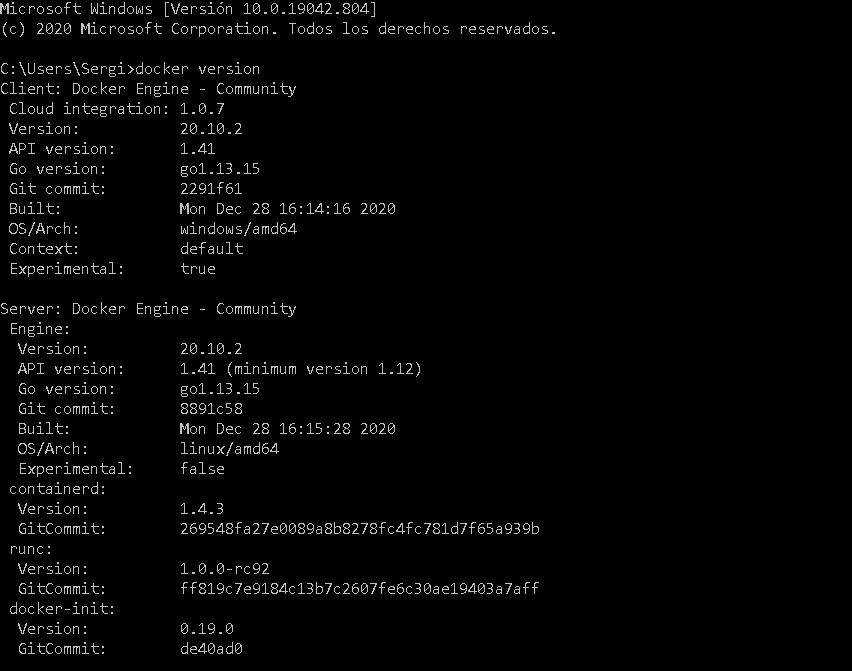 Microsoft Windows [Versión 10.0.19042.804]
(c) 2020 Microsoft Corporation. Todos los derechos reservados.
C:\Users\Sergi>docker version
Client: Docker Engine - Community
Cloud integration: 1.0.7
Version: 20.10.2
API version: 1.41
Go version: go1.13.15
Git commit: 2291f61
Built: Mon Dec 28 16:14:16 2020
OS/Arch: windows/amd64
Context: default
Experimental: true
Server: Docker Engine - Community
Engine:
Version: 20.10.2
API version: 1.41 (minimum version 1.12)
Go version: go1.13.15
Git commit: 8891c58
Built: Mon Dec 28 16:15:28 2020
OS/Arch: linux/amd64
Experimental: false
containerd:
Version: 1.4.3
GitCommit: 269548fa27e0089a8b8278fc4fc781d7f65a939b
runc:
Version: 1.0.0-rc92
GitCommit: ff819c7e9184c13b7c2607fe6c30ae19403a7aff
docker-init:
Version: 0.19.0
GitCommit: de40ad0